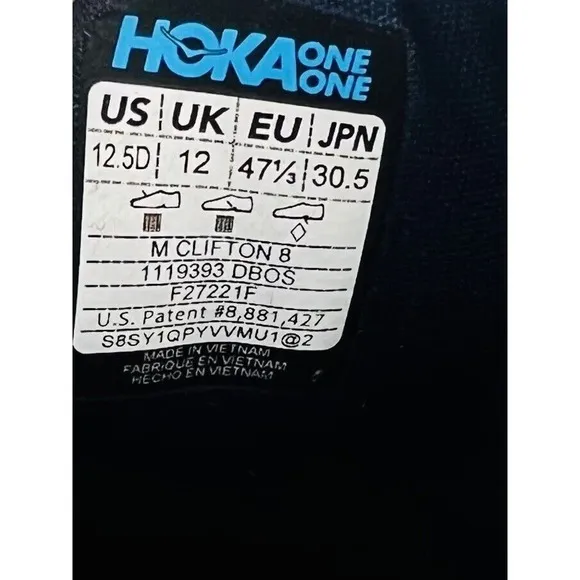 HOKA ONE ONE
US UK EU JPN
12.5D 12 47⅓ 30.5
M CLIFTON 8
1119393 DBOS
F27221F
U.S. Patent #8,881,427
S8SY1QPYVVMU1@2
MADE IN VIETNAM
FABRIQUE EN VIETNAM
HECHO EN VIETNAM